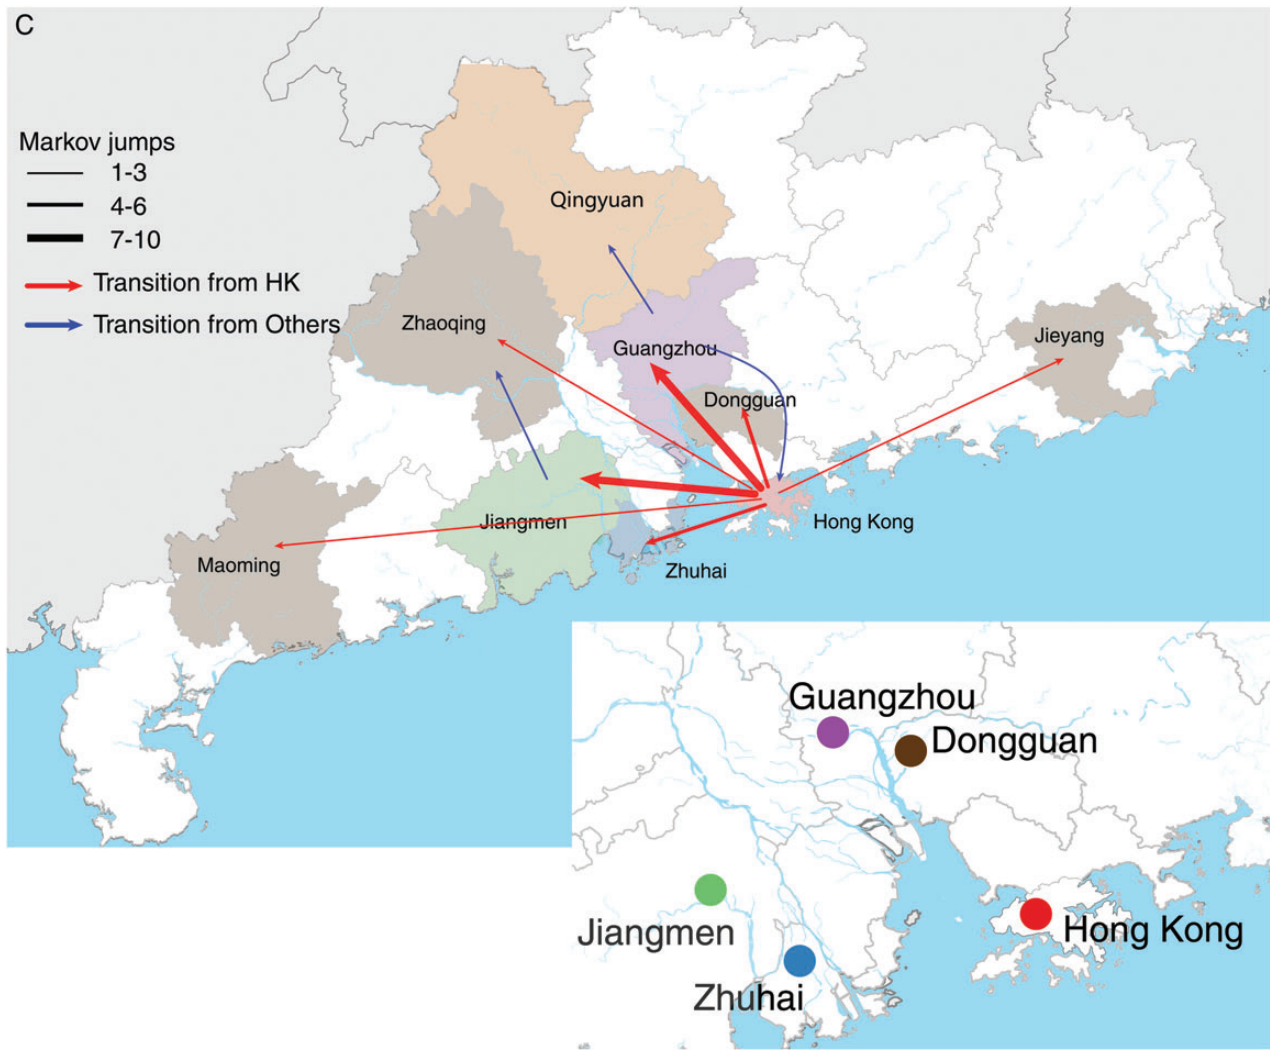 C
Markov jumps
1-3
4-6
7-10
Transition from HK
Transition from Others
Qingyuan
Zhaoqing
Guangzhou
Jieyang
Dongguan
Jiangmen
Hong Kong
Maoming
Zhuhai
Guangzhou
Dongguan
Jiangmen
Hong Kong
Zhuhai